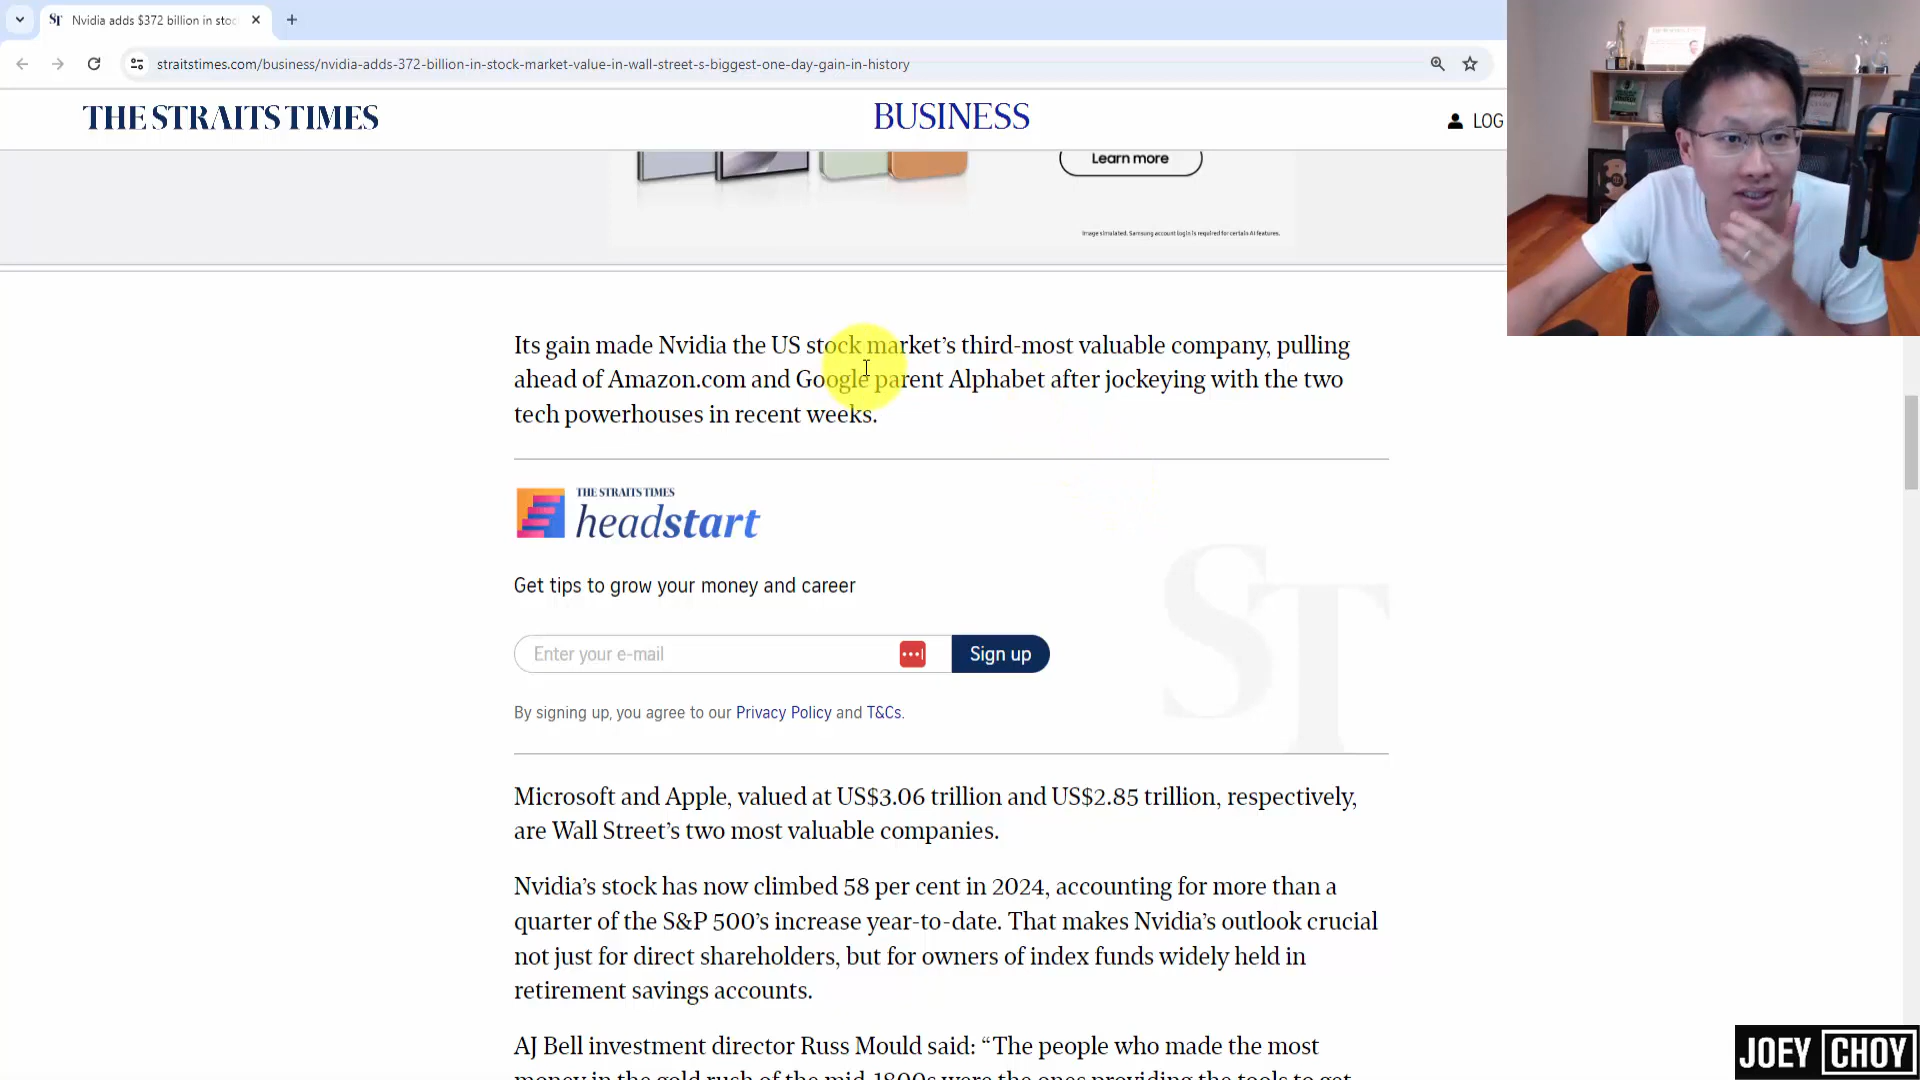 Nvidia adds $372 billion in stoc
straitstimes.com/business/nvidia-adds-372-billion-in-stock-market-value-in-wall-street-s-biggest-one-day-gain-in-history
THE STRAITS TIMES
BUSINESS
LOG
Learn more
Image simulated. Samsung account login is required for certain AI features.
Its gain made Nvidia the US stock market’s third-most valuable company, pulling
ahead of Amazon.com and Google parent Alphabet after jockeying with the two
tech powerhouses in recent weeks.
THE STRAITS TIMES
headstart
Get tips to grow your money and career
Enter your e-mail
Sign up
By signing up, you agree to our Privacy Policy and T&Cs.
ST
Microsoft and Apple, valued at US$3.06 trillion and US$2.85 trillion, respectively,
are Wall Street’s two most valuable companies.
Nvidia’s stock has now climbed 58 per cent in 2024, accounting for more than a
quarter of the S&P 500’s increase year-to-date. That makes Nvidia’s outlook crucial
not just for direct shareholders, but for owners of index funds widely held in
retirement savings accounts.
AJ Bell investment director Russ Mould said: “The people who made the most
money in the gold rush of the mid-1800s were the ones providing the tools to get
JOEY CHOY